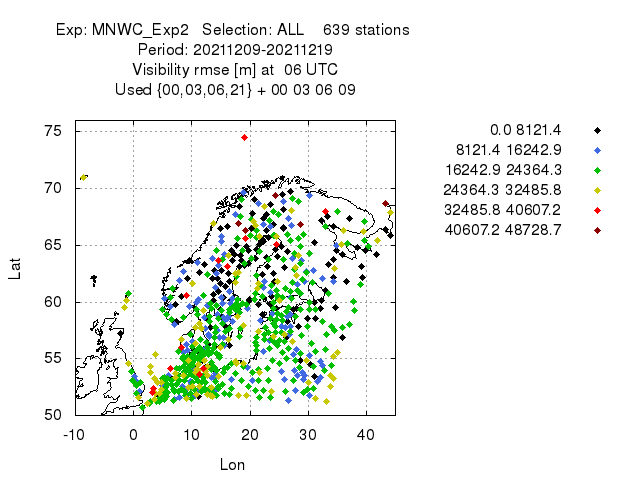 Exp: MNWC_Exp2 Selection: ALL 639 stations
Period: 20211209-20211219
Visibility rmse [m] at 06 UTC
Used {00,03,06,21} + 00 03 06 09
0.0 8121.4
8121.4 16242.9
16242.9 24364.3
24364.3 32485.8
32485.8 40607.2
40607.2 48728.7
75
70
65
60
55
50
Lat
-10 0 10 20 30 40
Lon